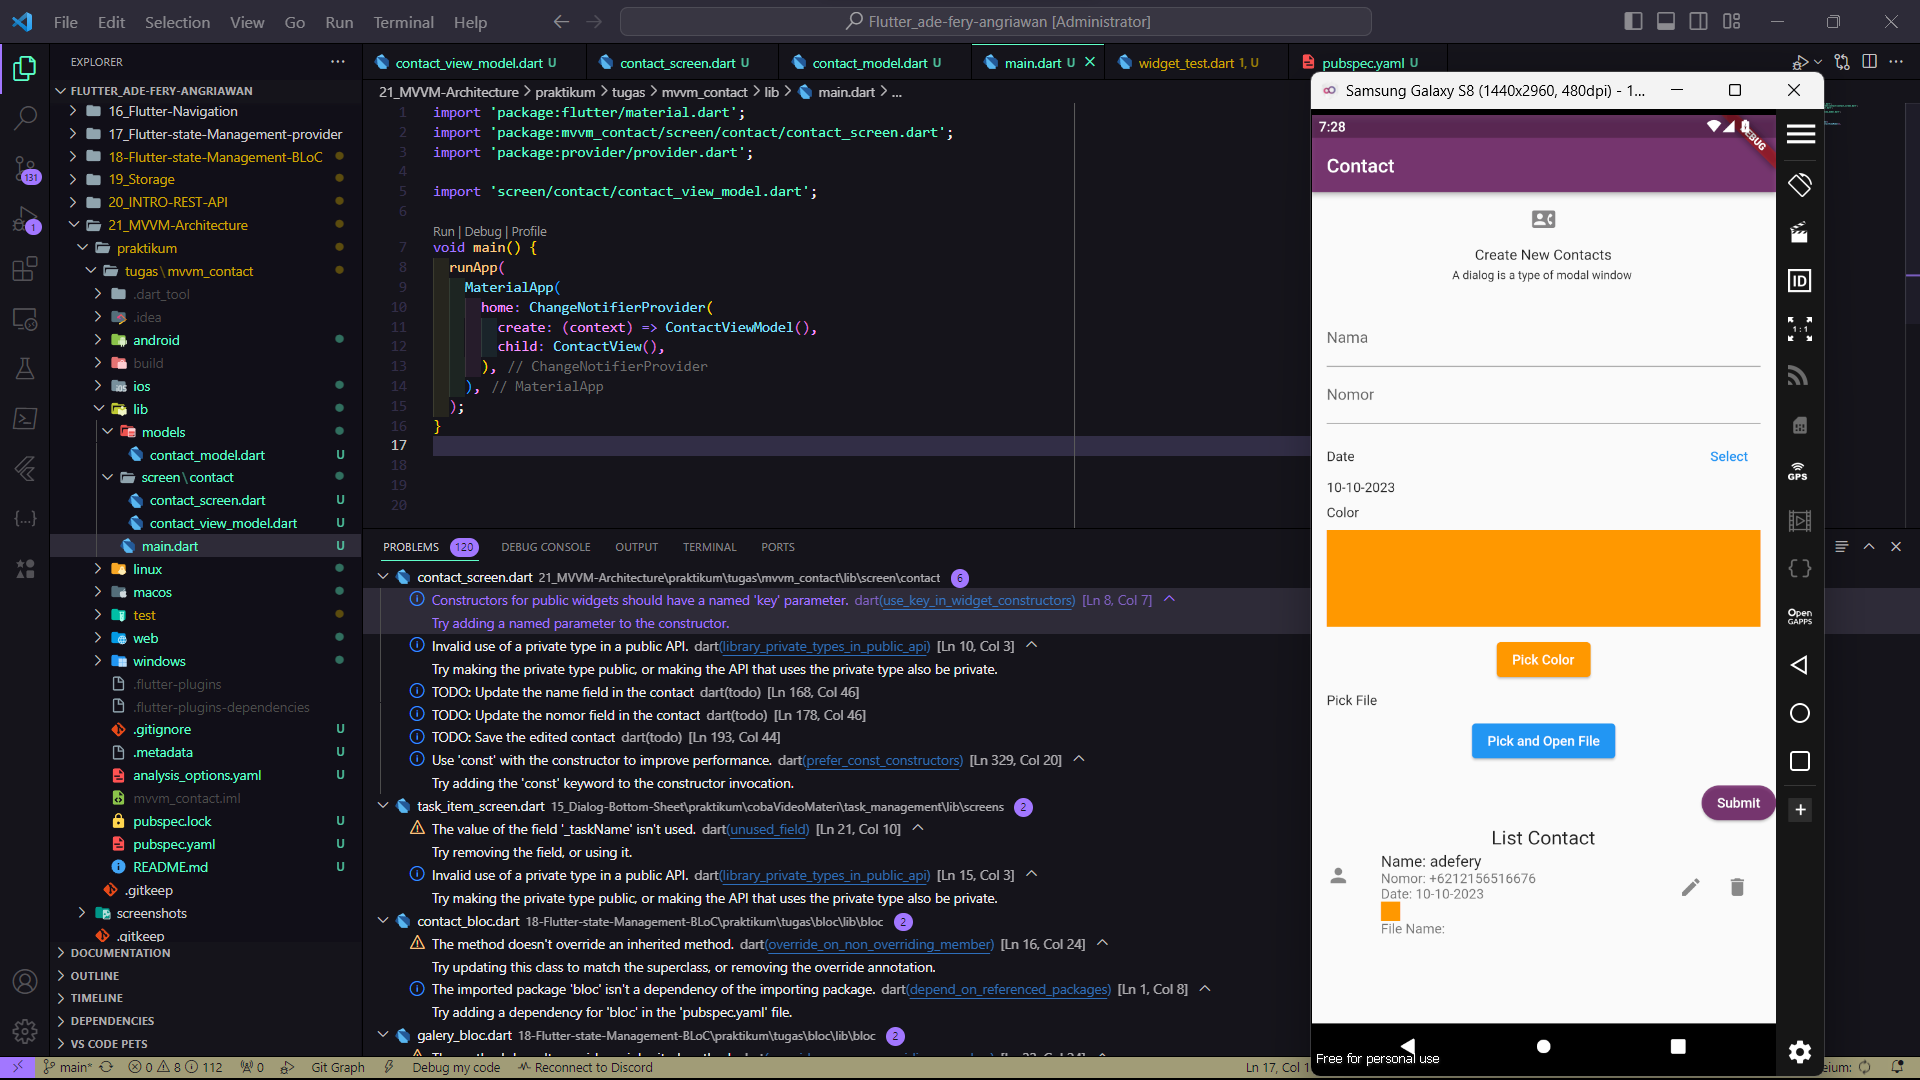 File Edit Selection View Go Run Terminal Help
Flutter_ade-fery-angriawan [Administrator]
EXPLORER
FLUTTER_ADE-FERY-ANGRIAWAN
16_Flutter-Navigation
17_Flutter-state-Management-provider
18-Flutter-state-Management-BLoC
19_Storage
20_INTRO-REST-API
21_MVVM-Architecture
praktikum
tugas\mvvm_contact
.dart_tool
.idea
android
build
ios
lib
models
contact_model.dart U
screen\contact
contact_screen.dart U
contact_view_model.dart U
main.dart U
linux
macos
test
web
windows
.flutter-plugins
.flutter-plugins-dependencies
.gitignore U
.metadata U
analysis_options.yaml U
mvvm_contact.iml
pubspec.lock U
pubspec.yaml U
README.md U
.gitkeep
screenshots
.gitkeep
DOCUMENTATION
OUTLINE
TIMELINE
DEPENDENCIES
VS CODE PETS
131
1
contact_view_model.dart U
contact_screen.dart U
contact_model.dart U
main.dart U
widget_test.dart 1, U
pubspec.yaml U
21_MVVM-Architecture > praktikum > tugas > mvvm_contact > lib > main.dart > ...
1 import 'package:flutter/material.dart';
2 import 'package:mvvm_contact/screen/contact/contact_screen.dart';
3 import 'package:provider/provider.dart';
4
5 import 'screen/contact/contact_view_model.dart';
6
Run | Debug | Profile
7 void main() {
8 runApp(
9 MaterialApp(
10 home: ChangeNotifierProvider(
11 create: (context) => ContactViewModel(),
12 child: ContactView(),
13 ), // ChangeNotifierProvider
14 ), // MaterialApp
15 );
16 }
17
18
19
20
PROBLEMS 120 DEBUG CONSOLE OUTPUT TERMINAL PORTS
contact_screen.dart 21_MVVM-Architecture\praktikum\tugas\mvvm_contact\lib\screen\contact 6
Constructors for public widgets should have a named 'key' parameter. dart(use_key_in_widget_constructors) [Ln 8, Col 7]
Try adding a named parameter to the constructor.
Invalid use of a private type in a public API. dart(library_private_types_in_public_api) [Ln 10, Col 3]
Try making the private type public, or making the API that uses the private type also be private.
TODO: Update the name field in the contact dart(todo) [Ln 168, Col 46]
TODO: Update the nomor field in the contact dart(todo) [Ln 178, Col 46]
TODO: Save the edited contact dart(todo) [Ln 193, Col 44]
Use 'const' with the constructor to improve performance. dart(prefer_const_constructors) [Ln 329, Col 20]
Try adding the 'const' keyword to the constructor invocation.
task_item_screen.dart 15_Dialog-Bottom-Sheet\praktikum\cobaVideoMateri\task_management\lib\screens 2
The value of the field '_taskName' isn't used. dart(unused_field) [Ln 21, Col 10]
Try removing the field, or using it.
Invalid use of a private type in a public API. dart(library_private_types_in_public_api) [Ln 15, Col 3]
Try making the private type public, or making the API that uses the private type also be private.
contact_bloc.dart 18-Flutter-state-Management-BLoC\praktikum\tugas\bloc\lib\bloc 2
The method doesn't override an inherited method. dart(override_on_non_overriding_member) [Ln 16, Col 24]
Try updating this class to match the superclass, or removing the override annotation.
The imported package 'bloc' isn't a dependency of the importing package. dart(depend_on_referenced_packages) [Ln 1, Col 8]
Try adding a dependency for 'bloc' in the 'pubspec.yaml' file.
galery_bloc.dart 18-Flutter-state-Management-BLoC\praktikum\tugas\bloc\lib\bloc 2
Samsung Galaxy S8 (1440x2960, 480dpi) - 1...
7:28
DEBUG
Contact
Create New Contacts
A dialog is a type of modal window
Nama
Nomor
Date
Select
10-10-2023
Color
Pick Color
Pick File
Pick and Open File
Submit
List Contact
Name: adefery
Nomor: +6212156516676
Date: 10-10-2023
File Name:
Free for personal use
ID
1:1
GPS
Open
GAPPS
main* 0 8 112 0 Git Graph Debug my code Reconnect to Discord Ln 17, Col 1